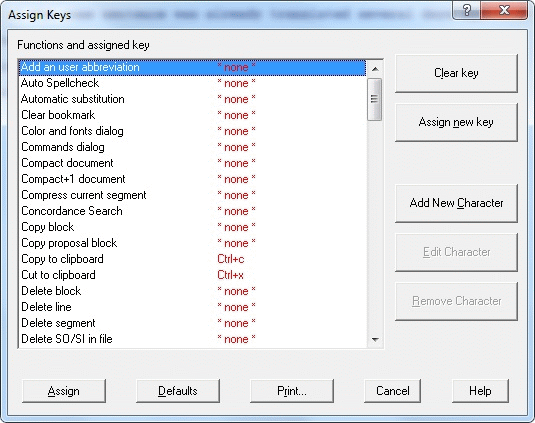 Assign Keys
Functions and assigned key
Add an user abbreviation * none *
Auto Spellcheck * none *
Automatic substitution * none *
Clear bookmark * none *
Color and fonts dialog * none *
Commands dialog * none *
Compact document * none *
Compact+1 document * none *
Compress current segment * none *
Concordance Search * none *
Copy block * none *
Copy proposal block * none *
Copy to clipboard Ctrl+c
Cut to clipboard Ctrl+x
Delete block * none *
Delete line * none *
Delete segment * none *
Delete SO/SI in file * none *
Clear key
Assign new key
Add New Character
Edit Character
Remove Character
Assign
Defaults
Print...
Cancel
Help